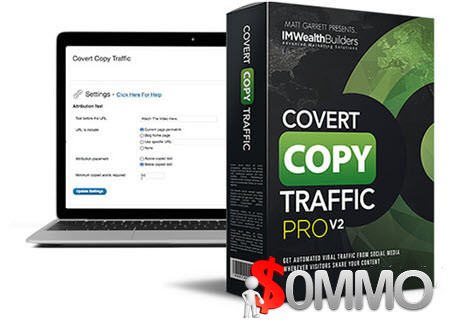 Covert Copy Traffic
Settings - Click Here For Help
Attribution Text
Text before the URL
Watch The Video Here:
URL to include
Current page permalink
Blog home page
Use specific URL:
None
Attribution placement
Above copied text
Below copied text
Minimum copied words required
Update Settings
MATT GARRETT PRESENTS...
IMWealthBuilders
Advanced Marketing Solutions
COVERT
COPY
TRAFFIC
PRO V2
GET AUTOMATED VIRAL TRAFFIC FROM SOCIAL MEDIA
WHENEVER VISITORS SHARE YOUR CONTENT
COVERT COPY TRAFFIC
$0MMO